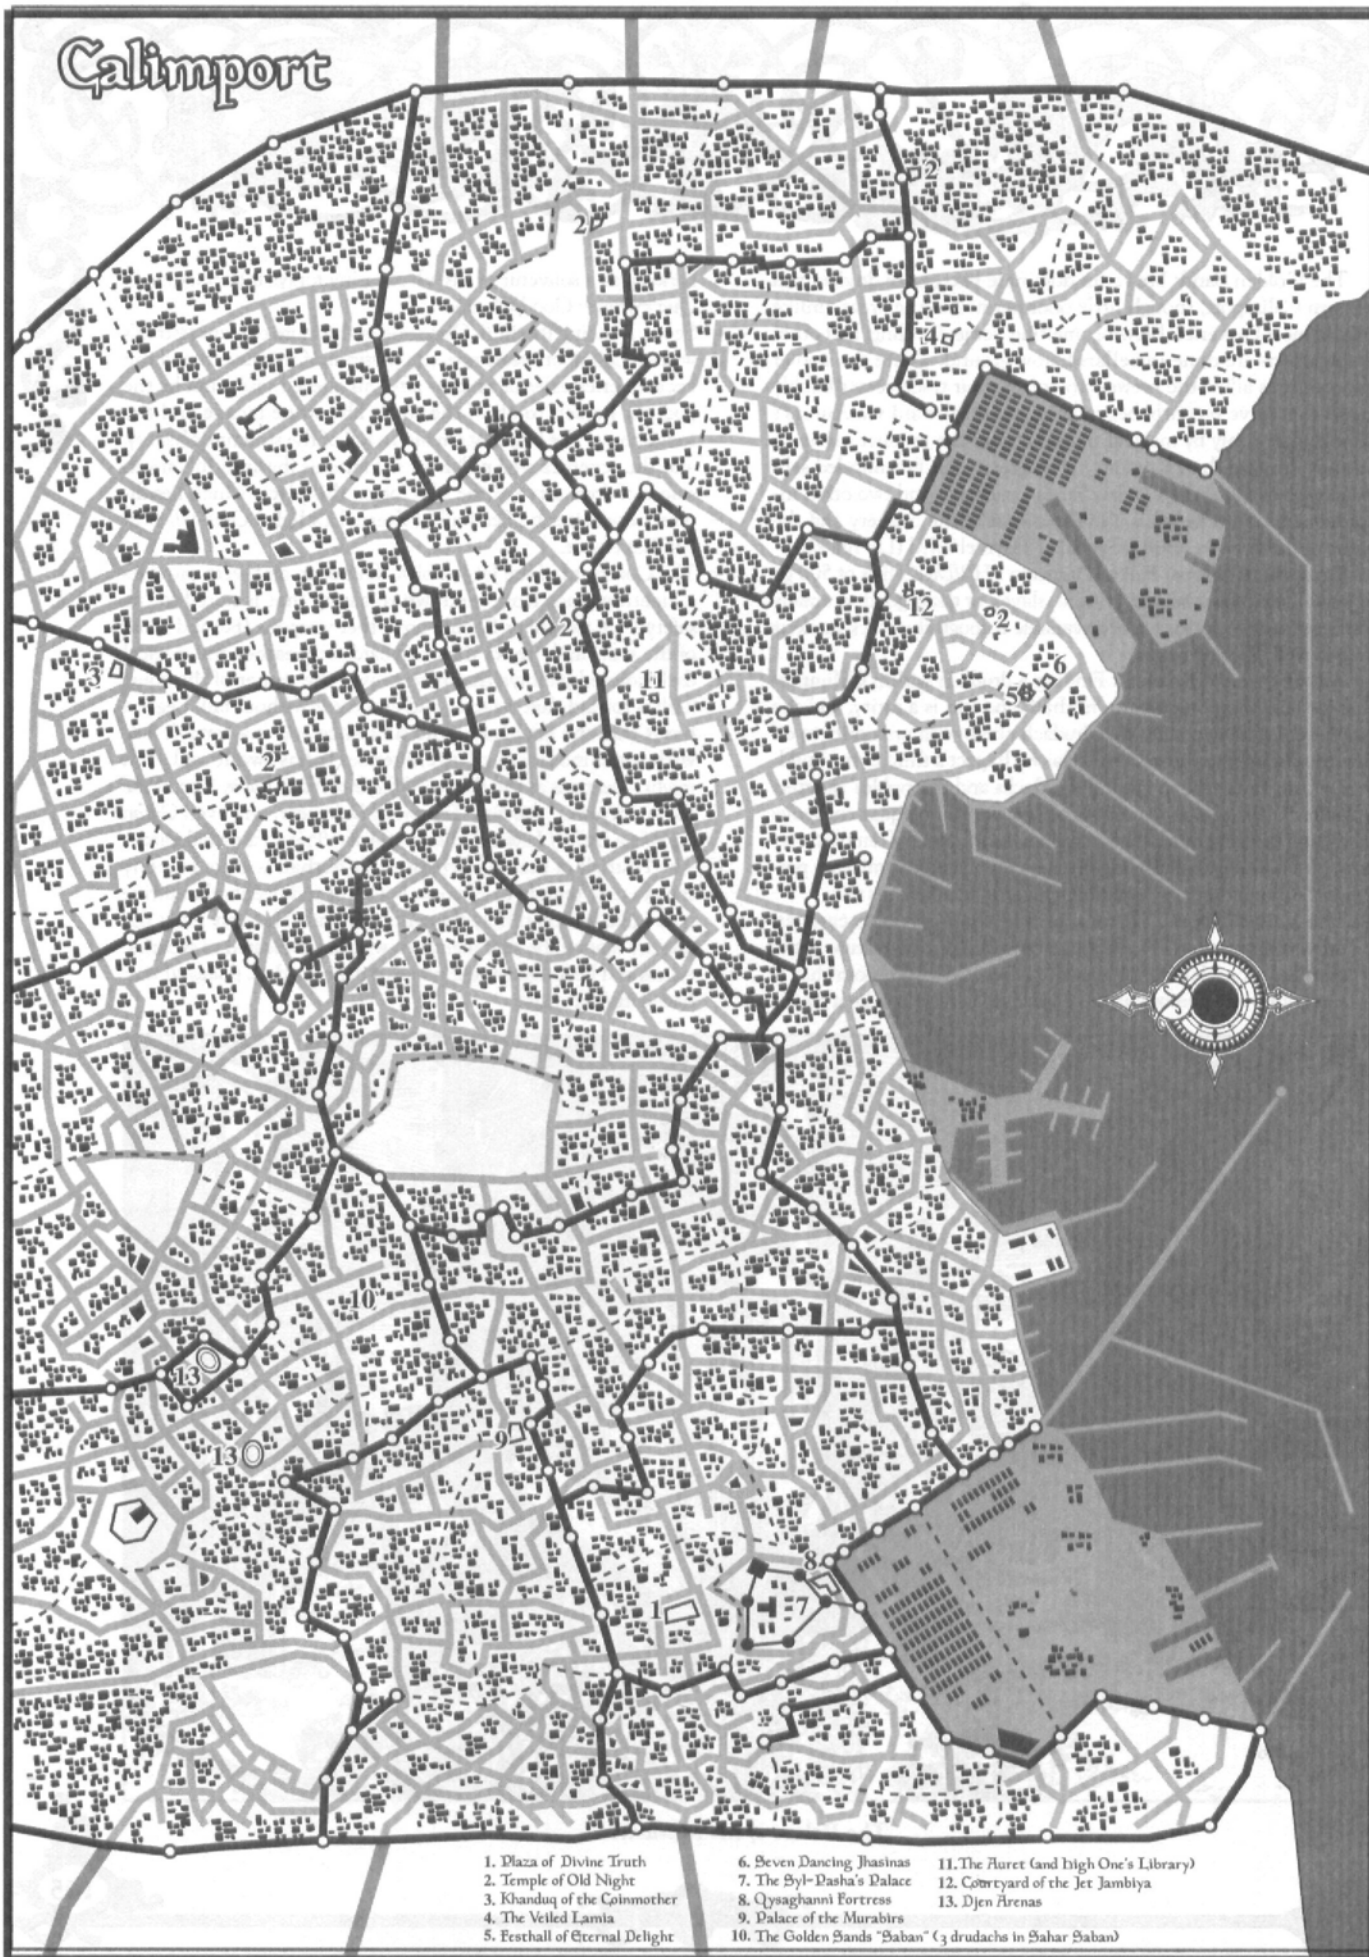 Calimport
2
2
4
12
2
2
6
11
5
3
2
10
13
9
13
8
1
7
1. Plaza of Divine Truth
2. Temple of Old Night
3. Khanduq of the Coinmother
4. The Veiled Lamia
5. Festhall of Eternal Delight
6. Seven Dancing Jhasinas
7. The Syl-Pasha's Palace
8. Qysaghanni Fortress
9. Palace of the Murabirs
10. The Golden Sands "Saban" (3 drudachs in Sahar Saban)
11. The Auret (and High One's Library)
12. Courtyard of the Jet Jambiya
13. Djen Arenas